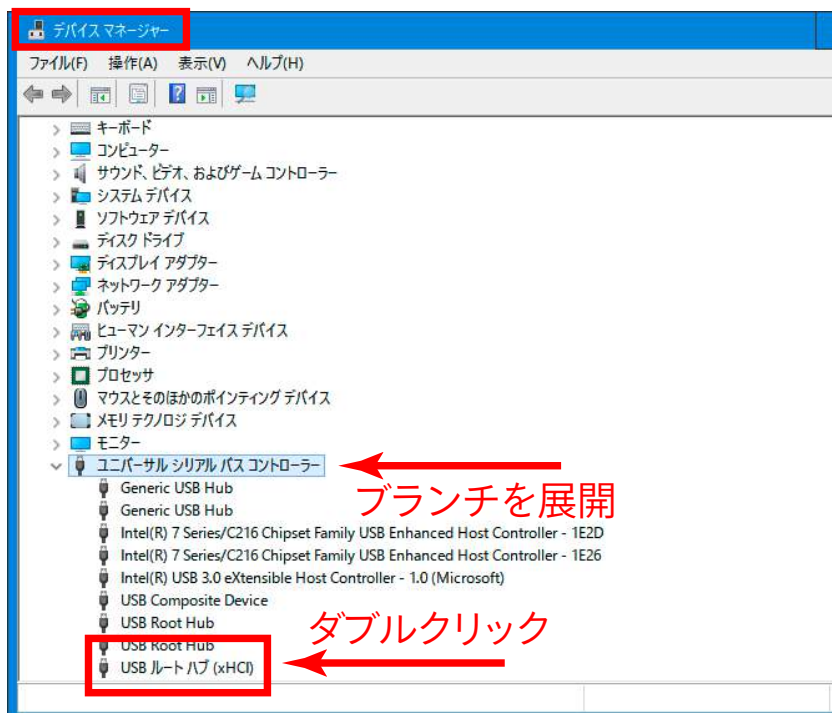 デバイス マネージャー
ファイル(F) 操作(A) 表示(V) ヘルプ(H)
キーボード
コンピューター
サウンド、ビデオ、およびゲーム コントローラー
システム デバイス
ソフトウェア デバイス
ディスク ドライブ
ディスプレイ アダプター
ネットワーク アダプター
バッテリ
ヒューマン インターフェイス デバイス
プリンター
プロセッサ
マウスとそのほかのポインティング デバイス
メモリ テクノロジ デバイス
モニター
ユニバーサル シリアル バス コントローラー
Generic USB Hub
ブランチを展開
Generic USB Hub
Intel(R) 7 Series/C216 Chipset Family USB Enhanced Host Controller - 1E2D
Intel(R) 7 Series/C216 Chipset Family USB Enhanced Host Controller - 1E26
Intel(R) USB 3.0 eXtensible Host Controller - 1.0 (Microsoft)
USB Composite Device
USB Root Hub
ダブルクリック
USB Root Hub
USB ルート ハブ (xHCI)